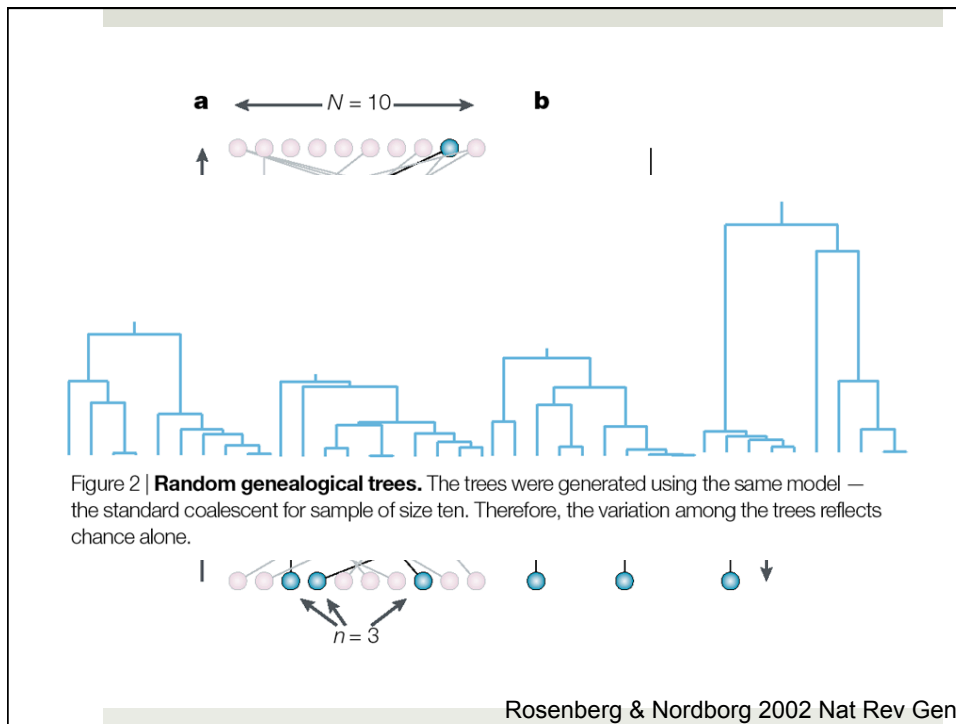 a N = 10 b
Figure 2 | Random genealogical trees. The trees were generated using the same model —
the standard coalescent for sample of size ten. Therefore, the variation among the trees reflects
chance alone.
n = 3
Rosenberg & Nordborg 2002 Nat Rev Gen